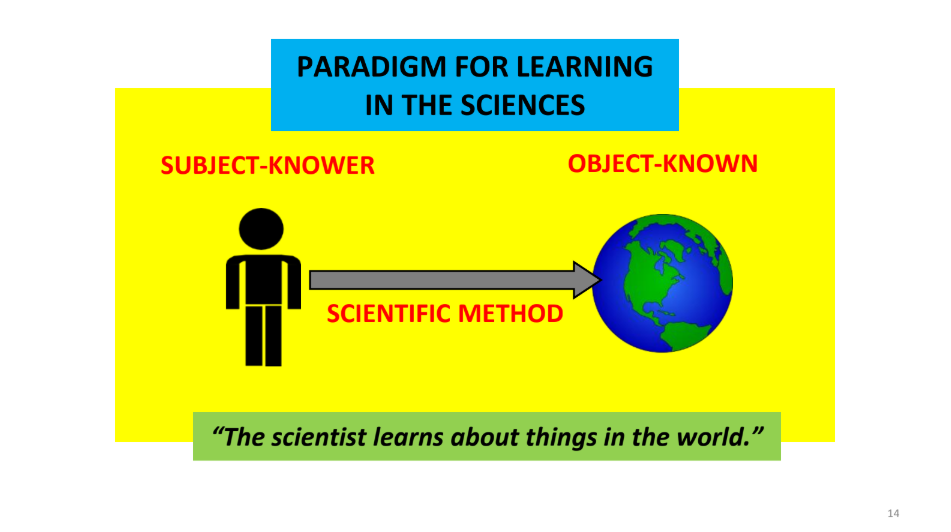 PARADIGM FOR LEARNING
IN THE SCIENCES
SUBJECT-KNOWER
OBJECT-KNOWN
SCIENTIFIC METHOD
“The scientist learns about things in the world.”
14